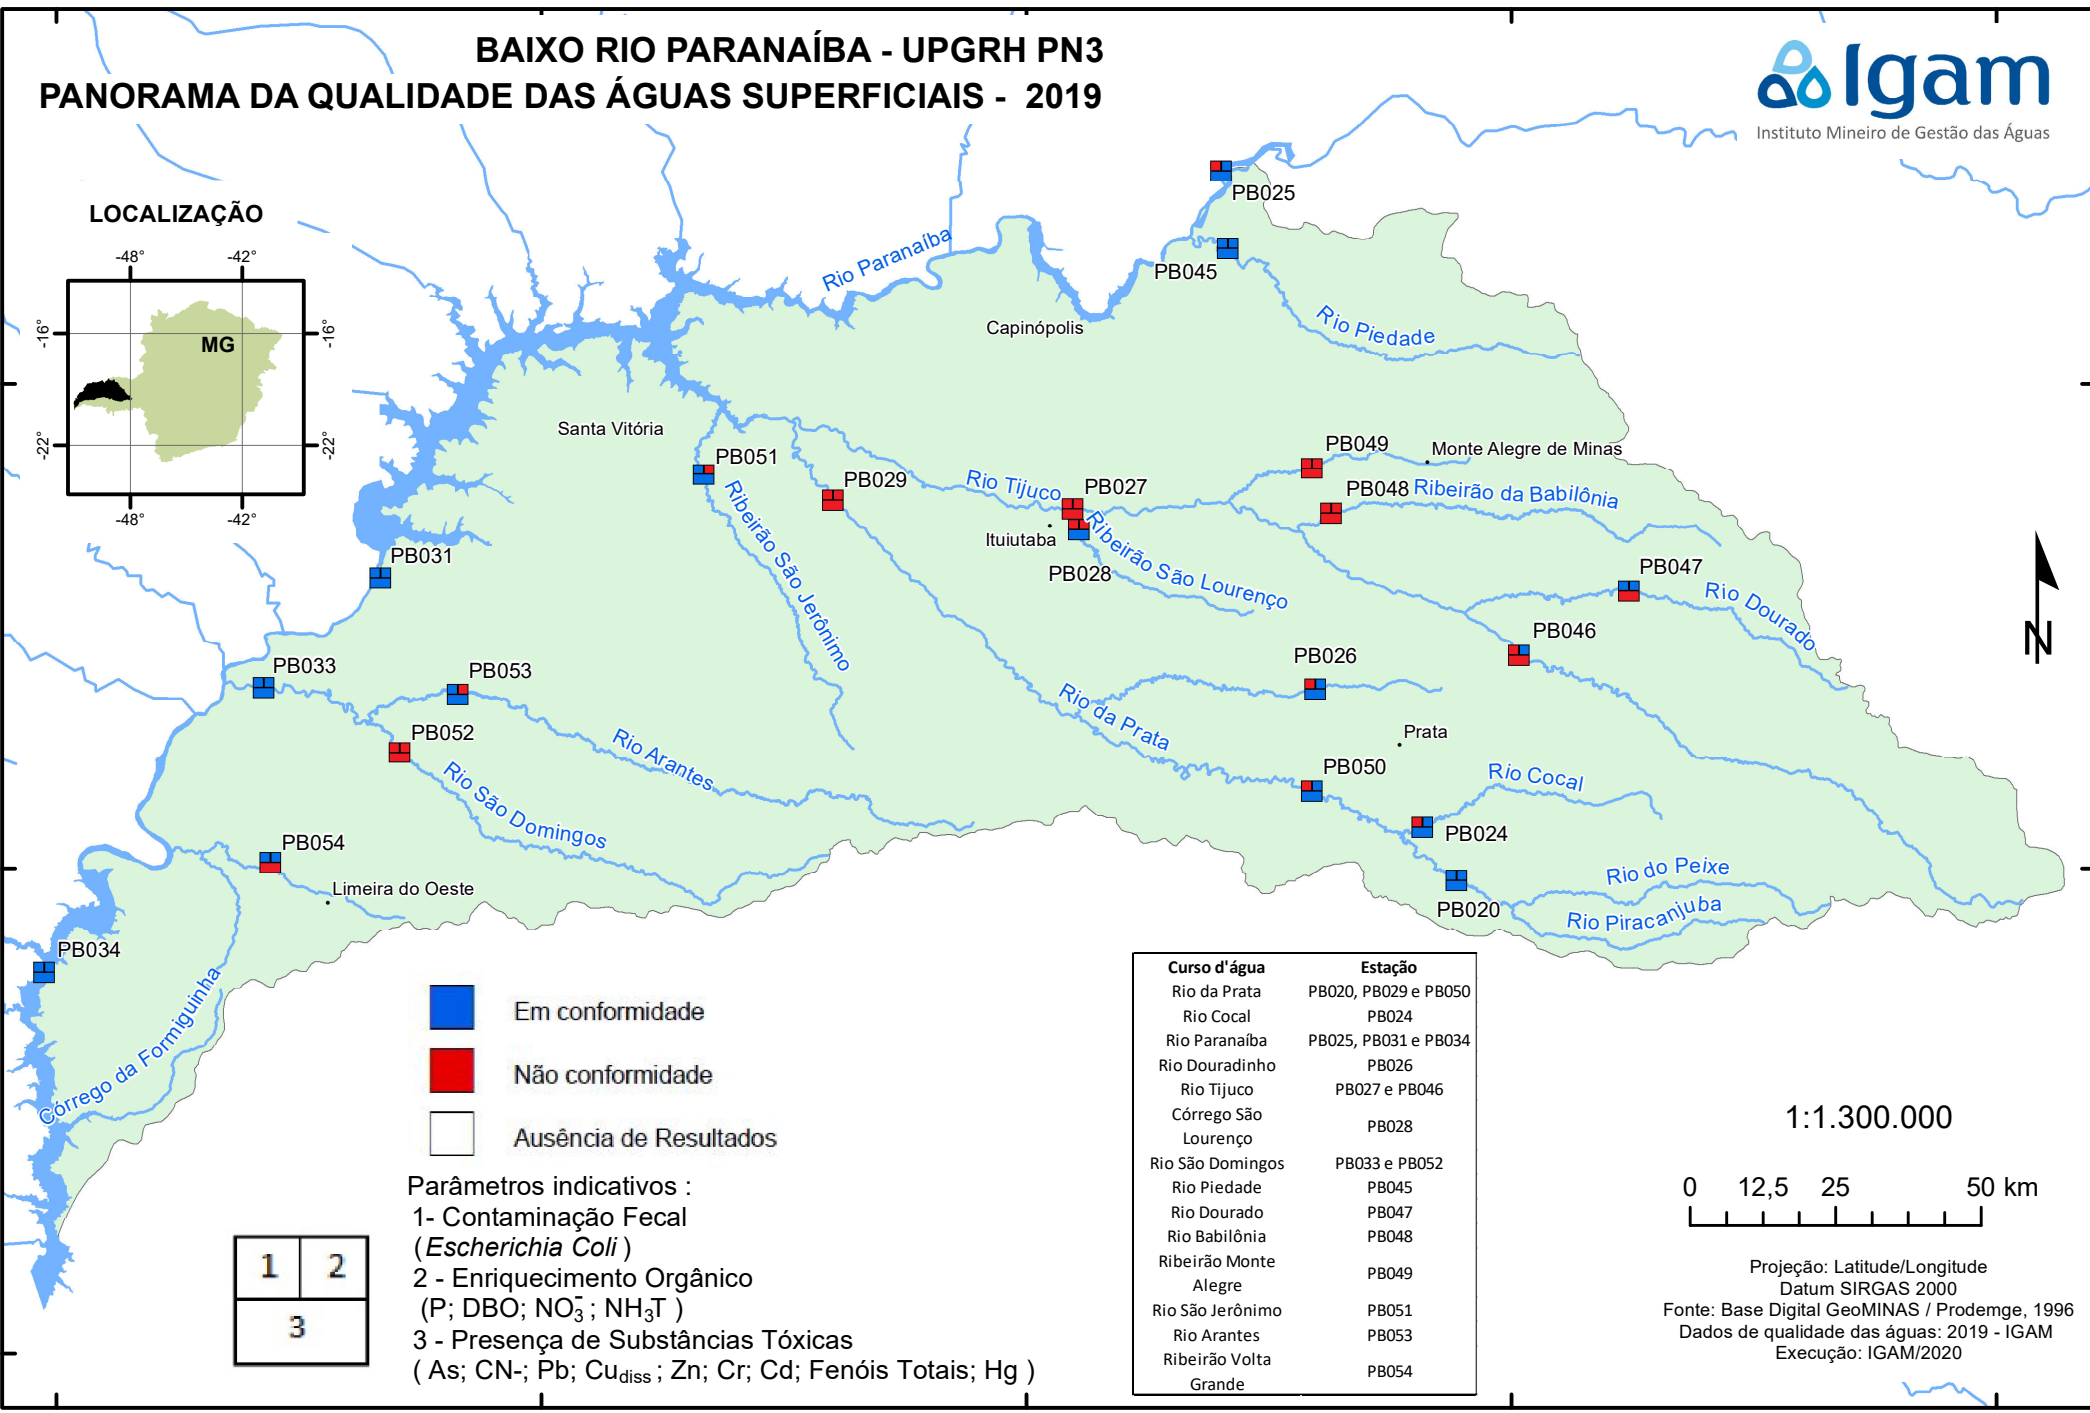 BAIXO RIO PARANAÍBA - UPGRH PN3
PANORAMA DA QUALIDADE DAS ÁGUAS SUPERFICIAIS - 2019
Igam
Instituto Mineiro de Gestão das Águas
LOCALIZAÇÃO
-48°
-42°
-16°
-16°
MG
-22°
-22°
-48°
-42°
PB025
Rio Paranaíba
PB045
Capinópolis
Rio Piedade
Santa Vitória
PB051
PB049
Monte Alegre de Minas
PB029
Rio Tijuco
PB027
PB048
Ribeirão da Babilônia
Ituiutaba
Ribeirão São Lourenço
PB028
Ribeirão São Jerônimo
PB031
PB047
Rio Dourado
PB046
PB033
PB053
PB026
PB052
Rio Arantes
Rio da Prata
Prata
Rio São Domingos
PB050
Rio Cocal
PB024
PB054
Limeira do Oeste
Rio do Peixe
PB020
Rio Piracanjuba
PB034
Córrego da Formiguinha
N
Em conformidade
Não conformidade
Ausência de Resultados
Parâmetros indicativos :
1- Contaminação Fecal
(Escherichia Coli )
2 - Enriquecimento Orgânico
(P; DBO; NO₃⁻ ; NH₃T )
3 - Presença de Substâncias Tóxicas
( As; CN-; Pb; Cu diss ; Zn; Cr; Cd; Fenóis Totais; Hg )
1 2
3
Curso d'água Estação
Rio da Prata PB020, PB029 e PB050
Rio Cocal PB024
Rio Paranaíba PB025, PB031 e PB034
Rio Douradinho PB026
Rio Tijuco PB027 e PB046
Córrego São
Lourenço PB028
Rio São Domingos PB033 e PB052
Rio Piedade PB045
Rio Dourado PB047
Rio Babilônia PB048
Ribeirão Monte
Alegre PB049
Rio São Jerônimo PB051
Rio Arantes PB053
Ribeirão Volta
Grande PB054
1:1.300.000
0 12,5 25 50 km
Projeção: Latitude/Longitude
Datum SIRGAS 2000
Fonte: Base Digital GeoMINAS / Prodemge, 1996
Dados de qualidade das águas: 2019 - IGAM
Execução: IGAM/2020